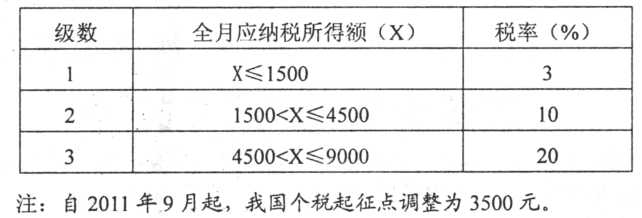 级数 全月应纳税所得额（X） 税率（%）
1 X≤1500 3
2 1500<X≤4500 10
3 4500<X≤9000 20
注：自2011年9月起，我国个税起征点调整为3500元。